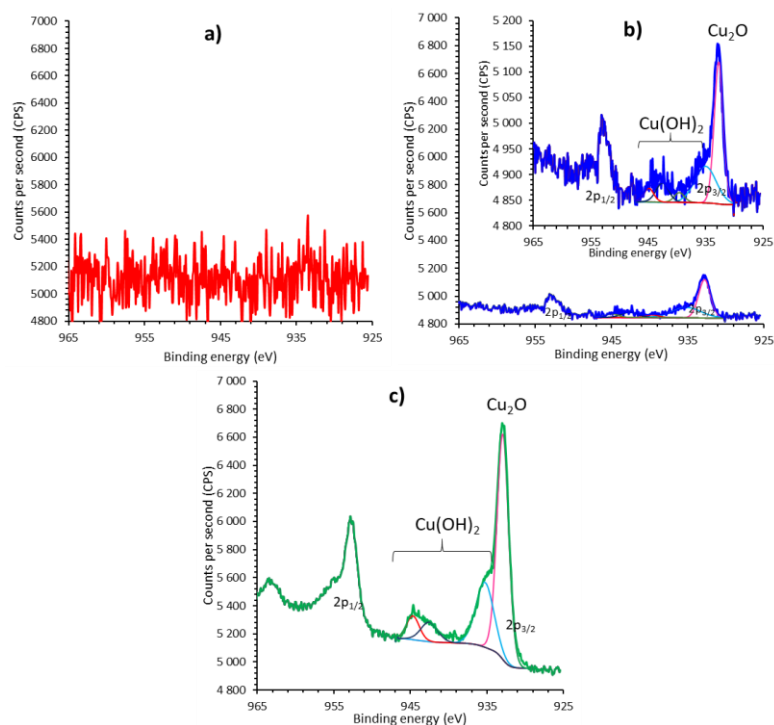 a)
7000
6800
6600
6400
6200
6000
5800
5600
5400
5200
5000
4800
Counts per second (CPS)
965 955 945 935 925
Binding energy (eV)
b)
7 000
6 800
6 600
6 400
6 200
6 000
5 800
5 600
5 400
5 200
5 000
4 800
Counts per second (CPS)
5 200
5 150
5 100
5 050
5 000
4 950
4 900
4 850
4 800
Counts per second (CPS)
Cu₂O
Cu(OH)₂
2p₁/₂
2p₃/₂
965 955 945 935 925
Binding energy (eV)
2p₁/₂
2p₃/₂
965 955 945 935 925
Binding energy (eV)
c)
7 000
6 800
6 600
6 400
6 200
6 000
5 800
5 600
5 400
5 200
5 000
4 800
Counts per second (CPS)
Cu₂O
Cu(OH)₂
2p₁/₂
2p₃/₂
965 955 945 935 925
Binding energy (eV)